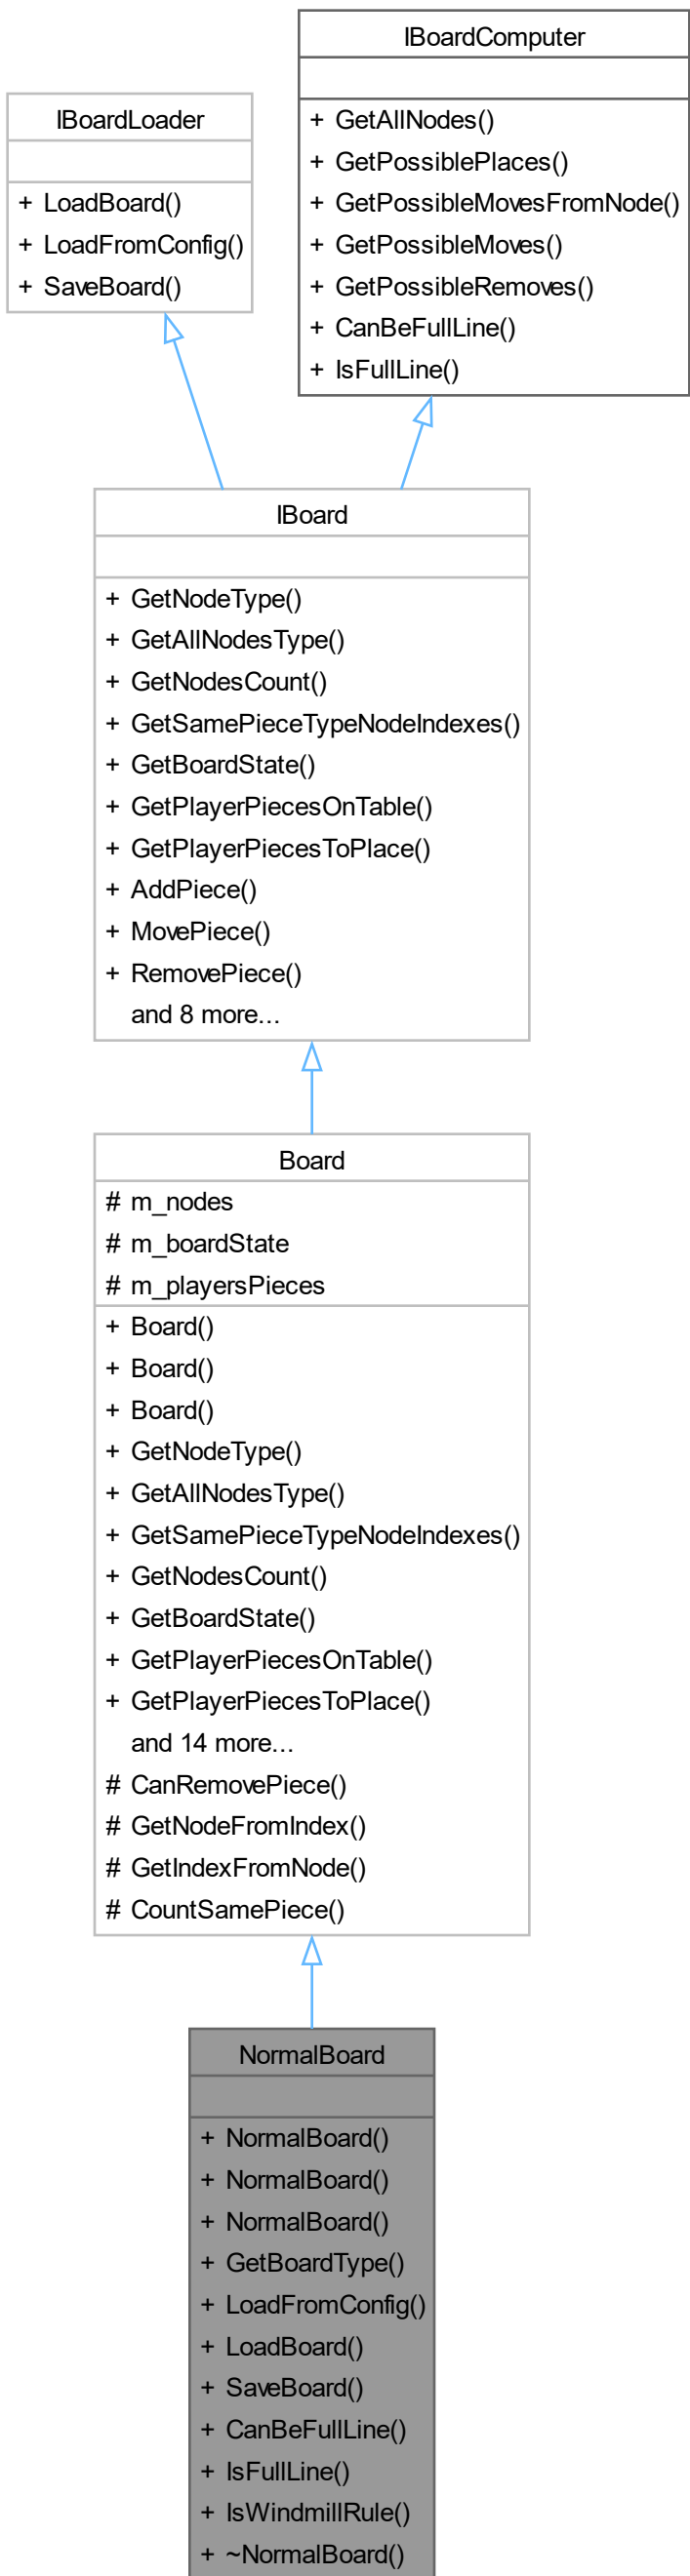 IBoardComputer
+ GetAllNodes()
+ GetPossiblePlaces()
+ GetPossibleMovesFromNode()
+ GetPossibleMoves()
+ GetPossibleRemoves()
+ CanBeFullLine()
+ IsFullLine()
IBoardLoader
+ LoadBoard()
+ LoadFromConfig()
+ SaveBoard()
IBoard
+ GetNodeType()
+ GetAllNodesType()
+ GetNodesCount()
+ GetSamePieceTypeNodeIndexes()
+ GetBoardState()
+ GetPlayerPiecesOnTable()
+ GetPlayerPiecesToPlace()
+ AddPiece()
+ MovePiece()
+ RemovePiece()
and 8 more...
Board
# m_nodes
# m_boardState
# m_playersPieces
+ Board()
+ Board()
+ Board()
+ GetNodeType()
+ GetAllNodesType()
+ GetSamePieceTypeNodeIndexes()
+ GetNodesCount()
+ GetBoardState()
+ GetPlayerPiecesOnTable()
+ GetPlayerPiecesToPlace()
and 14 more...
# CanRemovePiece()
# GetNodeFromIndex()
# GetIndexFromNode()
# CountSamePiece()
NormalBoard
+ NormalBoard()
+ NormalBoard()
+ NormalBoard()
+ GetBoardType()
+ LoadFromConfig()
+ LoadBoard()
+ SaveBoard()
+ CanBeFullLine()
+ IsFullLine()
+ IsWindmillRule()
+ ~NormalBoard()